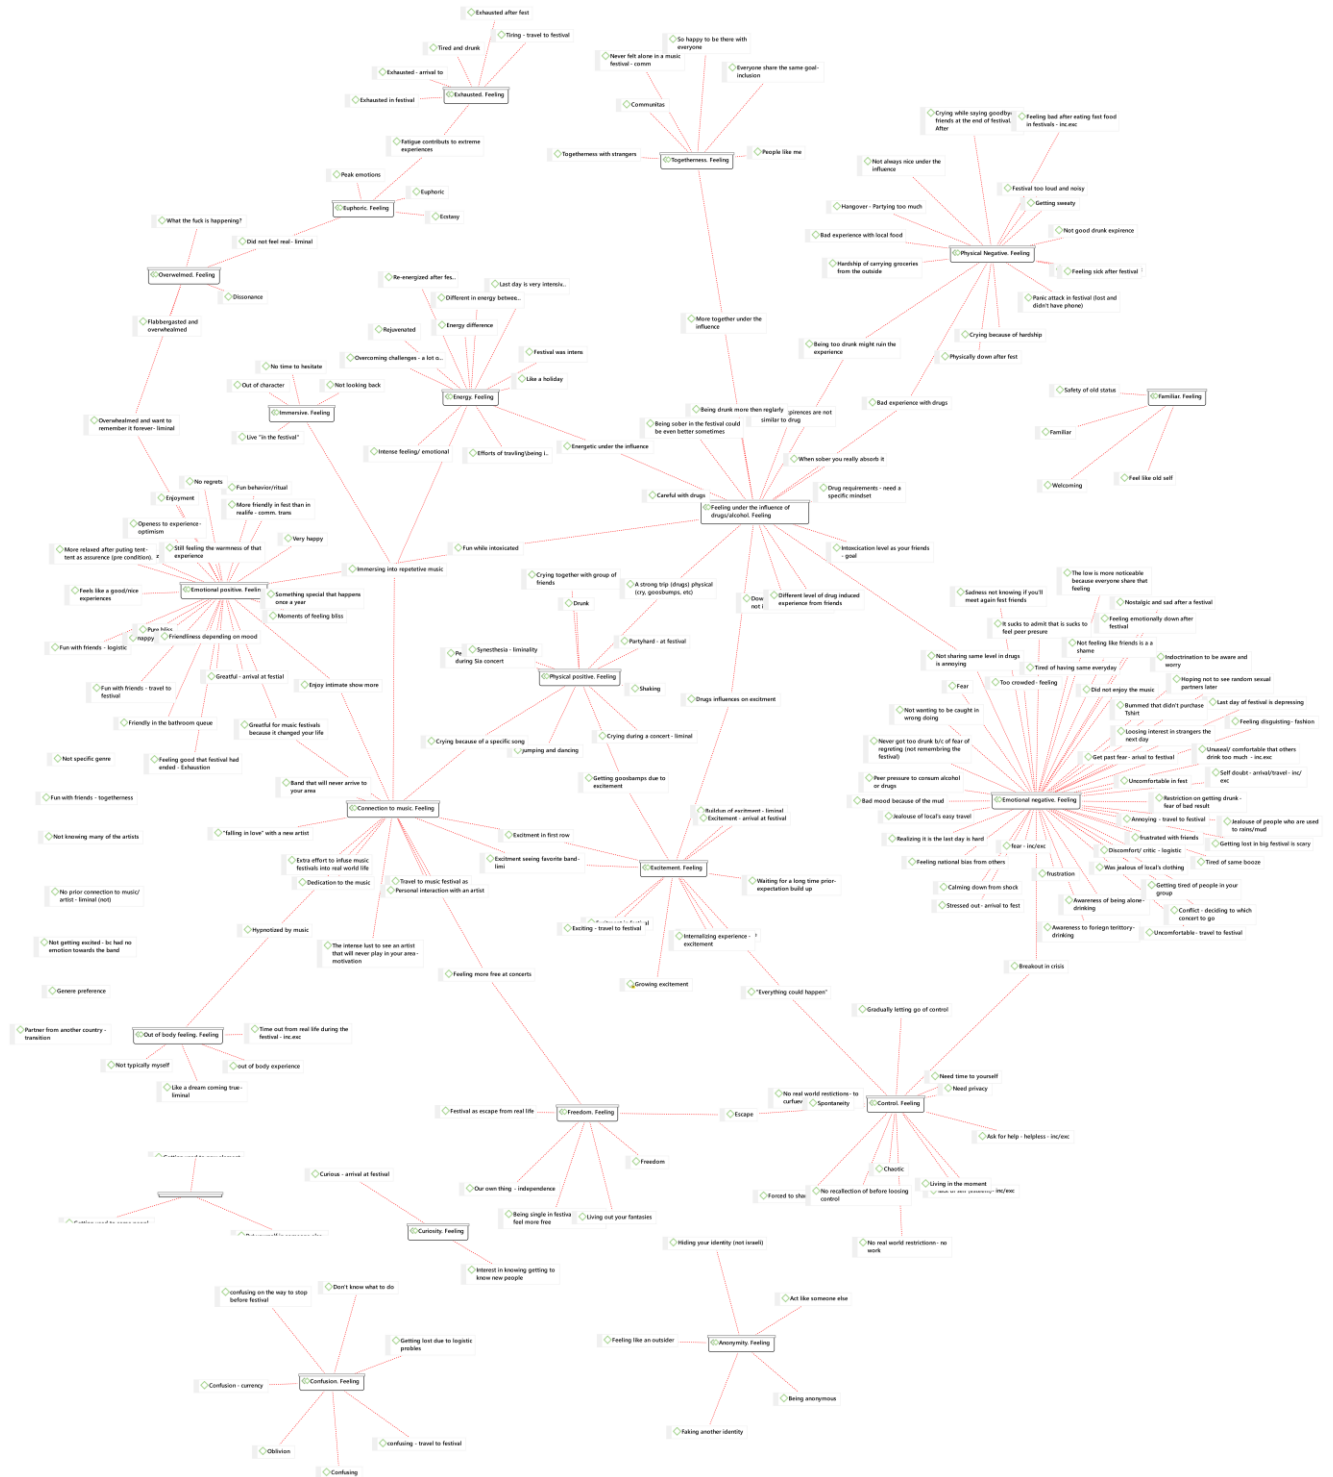 Exhausted after fest
Tiring - travel to festival
Tired and drunk
Exhausted - arrival to
Exhausted. Feeling
Exhausted in festival
Fatigue contributs to extreme
experiences
Peak emotions
Euphoric
Euphoric. Feeling
Ecstasy
What the fuck is happening?
Did not feel real - liminal
Overwelmed. Feeling
Dissonance
Flabbergasted and
overwhealmed
Overwhealmed and want to
remember it forever- liminal
So happy to be there with
everyone
Never felt alone in a music
festival - comm
Everyone share the same goal-
inclusion
Communitas
Togetherness with strangers
Togetherness. Feeling
People like me
More together under the
influence
Crying while saying goodbye
friends at the end of festival.
After
Feeling bad after eating fast food
in festivals - inc.exc
Not always nice under the
influence
Festival too loud and noisy
Getting sweaty
Hangover - Partying too much
Not good drunk expirence
Bad experience with local food
Physical Negative. Feeling
Hardship of carrying groceries
from the outside
Feeling sick after festival
Panic attack in festival (lost and
didn't have phone)
Crying because of hardship
Being too drunk might ruin the
experience
Physically down after fest
Bad experience with drugs
Re-energized after fes..
Last day is very intensiv..
Different in energy betwee..
Rejuvenated
Energy difference
Overcoming challenges - a lot o..
Festival was intens
Like a holiday
Energy. Feeling
Intense feeling/ emotional
Efforts of travling\being i..
Energetic under the influence
No time to hesitate
Out of character
Not looking back
Immersive. Feeling
Live "in the festival"
Safety of old status
Familiar. Feeling
Familiar
Welcoming
Feel like old self
Being drunk more then reglarly
pirences are not
similar to drug
Being sober in the festival could
be even better sometimes
When sober you really absorb it
Careful with drugs
Drug requirements - need a
specific mindset
Feeling under the influence of
drugs/alcohol. Feeling
Fun while intoxicated
Intoxicication level as your friends
- goal
No regrets
Fun behavior/ritual
Enjoyment
More friendly in fest than in
realife - comm. trans
Openess to experience-
optimism
Very happy
More relaxed after puting tent-
tent as assurence (pre condition).
Still feeling the warmness of that
experience
Immersing into repetative music
Feels like a good/nice
experiences
Emotional positive. Feelin
Something special that happens
once a year
Moments of feeling bliss
Pure bliss
happy
Friendliness depending on mood
Fun with friends - logistic
Greatful - arrival at festial
Enjoy intimate show more
Fun with friends - travel to
festival
Friendly in the bathroom queue
Greatful for music festivals
because it changed your life
Feeling good that festival had
ended - Exhaustion
Crying together with group of
friends
A strong trip (drugs) physical
(cry, goosbumps, etc)
Drunk
Dow
not i
Different level of drug induced
experience from friends
Partyhard - at festival
Pe
Synesthesia - liminality
during Sia concert
Physical positive. Feeling
Shaking
Drugs influences on exitment
Crying because of a specific song
jumping and dancing
Crying during a concert - liminal
Getting goosbamps due to
excitement
The low is more noticeable
because everyone share that
feeling
Sadness not knowing if you'll
meet again fest friends
Nostalgic and sad after a festival
It sucks to admit that is sucks to
feel peer presure
Feeling emotionally down after
festival
Not feeling like friends is a a
shame
Not sharing same level in drugs
is annoying
Tired of having same everyday
Indoctrination to be aware and
worry
Too crowded - feeling
Hoping not to see random sexual
partners later
Fear
Did not enjoy the music
Bummed that didn't purchase
Tshirt
Last day of festival is depressing
Not wanting to be caught in
wrong doing
Feeling disguisting- fashion
Loosing interest in strangers the
next day
Never got too drunk b/c of fear of
regreting (not remembring the
festival)
Unuseal/ comfortable that others
drink too much - inc.exc
Get past fear - arival to festival
Peer pressure to consum alcohol
or drugs
Uncomfortable in fest
Self doubt - arrival/travel- inc/
exc
Bad mood because of the mud
Emotional negative. Feeling
Restriction on getting drunk -
fear of bad result
Jealouse of local's easy travel
Annoying - travel to festival
Jealouse of people who are used
to rains/mud
Realizing it is the last day is hard
frustrated with friends
Getting lost in big festival is scary
fear - inc/exc
Discomfort/ critic - logistic
Feeling national bias from others
Tired of same booze
Was jealouse of local's clothing
frustration
Calming down from shock
Getting tired of people in your
group
Stressed out - arrival to fest
Awareness of being alone-
drinking
Conflict - deciding to which
concert to go
Awareness to foriegn teritory-
drinking
Uncomfortable - travel to festival
Breakout in crisis
Not specific genre
Fun with friends - togetherness
Not knowing many of the artists
No prior connection to music/
artist - liminal (not)
Not getting excited - bc had no
emotion towards the band
Genere preference
Partner from another country -
transition
Band that will never arrive to
your area
Connection to music. Feeling
"falling in love" with a new artist
Extra effort to infuse music
festivals into real world life
Dedication to the music
Travel to music festival as
Personal interaction with an artist
Hypnotized by music
The intense lust to see an artist
that will never play in your area-
motivation
Feeling more free at concerts
Buildup of excitment - liminal
Excitement - arrival at festival
Excitment in first row
Excitment seeing favorite band-
limi
Excitement. Feeling
Waiting for a long time prior-
expectation build up
Exciting - travel to festival
Internalizing experience -
excitement
Growing excitement
"Everything could happen"
Out of body feeling. Feeling
Time out from real life during the
festival - inc.exc
Not typically myself
out of body experience
Like a dream coming true-
liminal
Gradually letting go of control
Need time to yourself
Need privacy
No real world restictions- to
curfuew
Spontaneity
Control. Feeling
Ask for help - helpless - inc/exc
Chaotic
Living in the moment
Forced to sha
No recallection of before loosing
control
No real world restrictionn - no
work
Festival as escape from real life
Freedom. Feeling
Escape
Freedom
Our own thing - independence
Being single in festiva
feel more free
Living out your fantasies
Curious - arrival at festival
Curiosity. Feeling
Interest in knowing getting to
know new people
Hiding your identity (not israeli)
Act like someone else
Feeling like an outsider
Anonymity. Feeling
Being anonymous
Faking another identity
confusing on the way to stop
before festival
Don't know what to do
Getting lost due to logistic
probles
Confusion - currency
Confusion. Feeling
Oblivion
confusing - travel to festival
Confusing